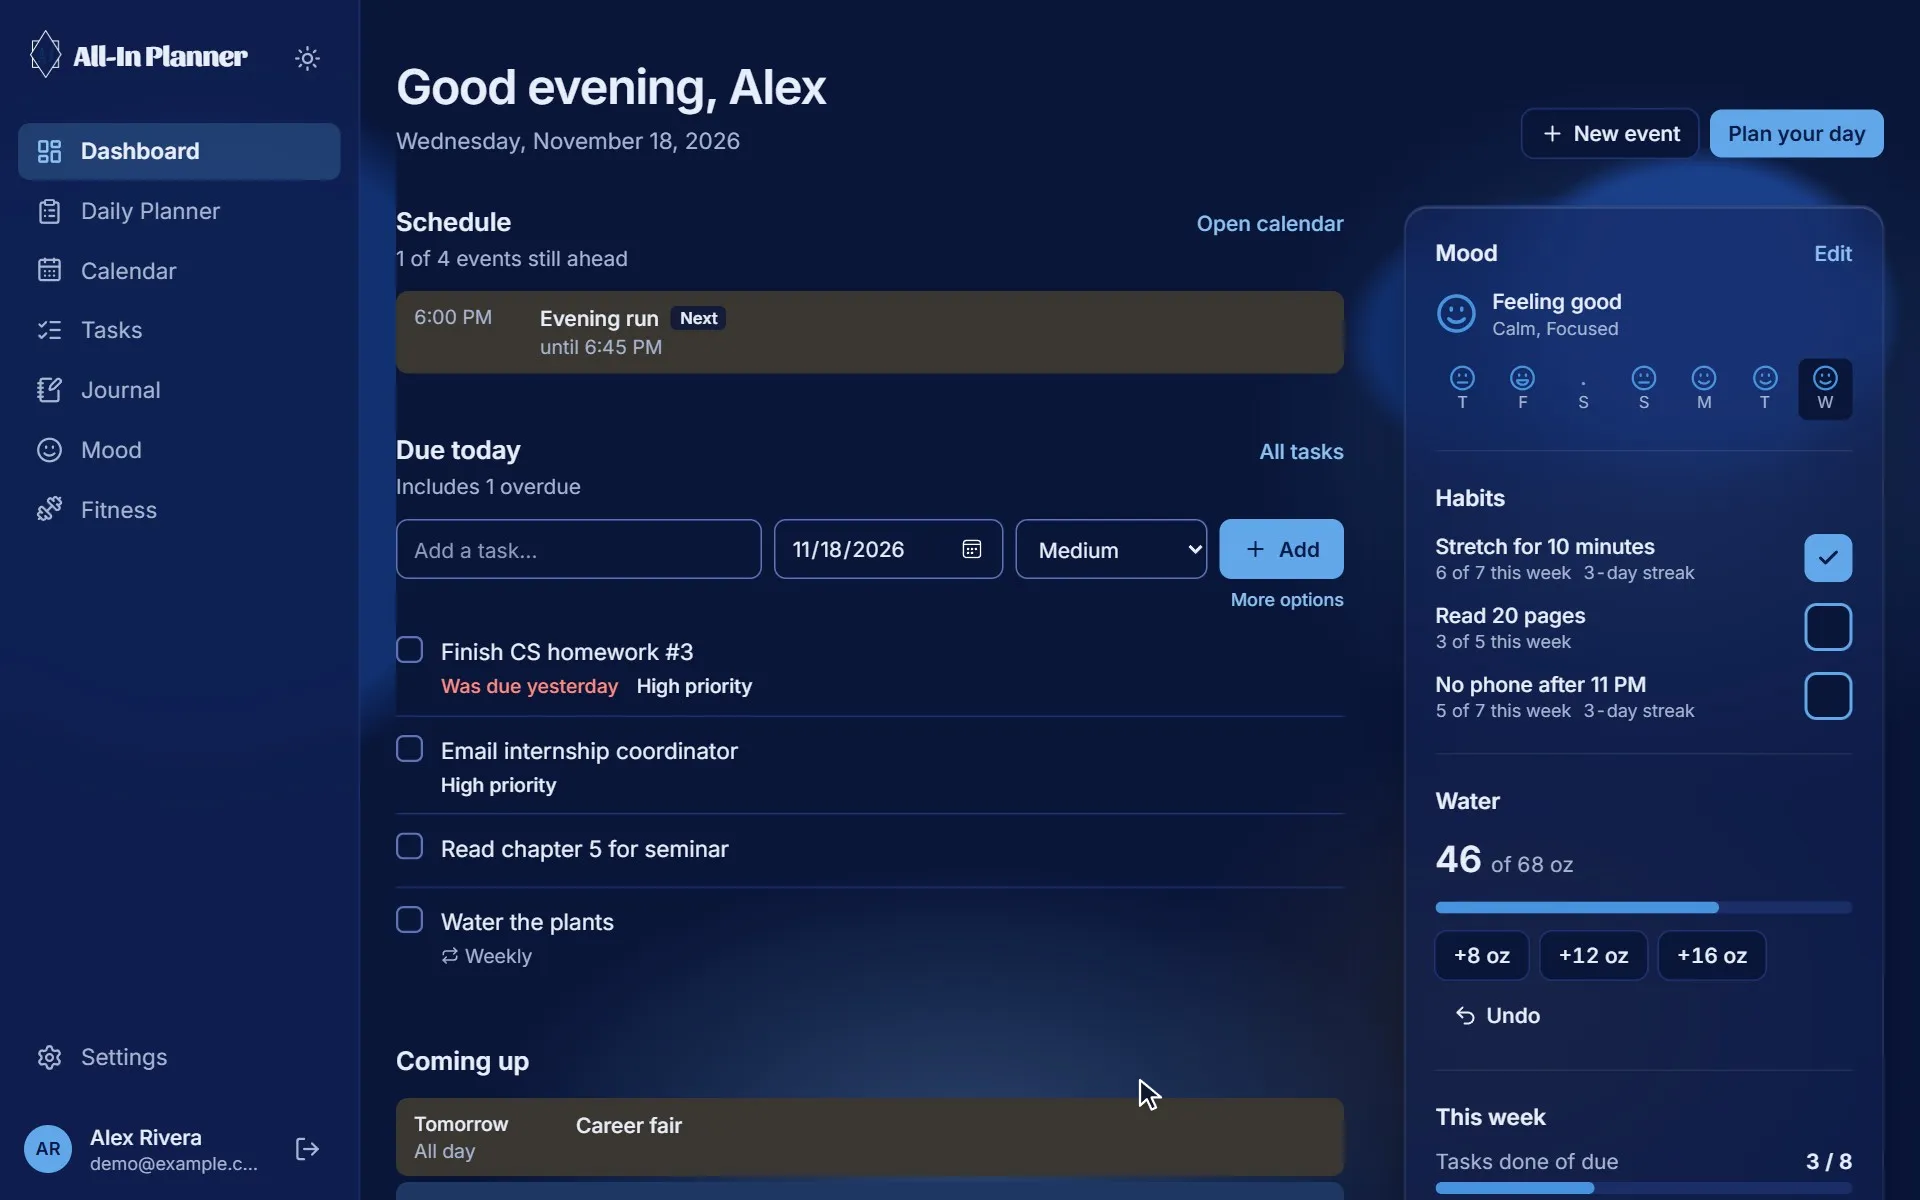 All-In Planner
Dashboard
Daily Planner
Calendar
Tasks
Journal
Mood
Fitness
Settings
AR
Alex Rivera
demo@example.c...
Good evening, Alex
Wednesday, November 18, 2026
New event
Plan your day
Schedule
Open calendar
1 of 4 events still ahead
6:00 PM
Evening run
Next
until 6:45 PM
Due today
All tasks
Includes 1 overdue
Add a task...
11/18/2026
Medium
Add
More options
Finish CS homework #3
Was due yesterday
High priority
Email internship coordinator
High priority
Read chapter 5 for seminar
Water the plants
Weekly
Coming up
Tomorrow
Career fair
All day
Mood
Edit
Feeling good
Calm, Focused
T F S S M T W
Habits
Stretch for 10 minutes
6 of 7 this week 3-day streak
Read 20 pages
3 of 5 this week
No phone after 11 PM
5 of 7 this week 3-day streak
Water
46 of 68 oz
+8 oz
+12 oz
+16 oz
Undo
This week
Tasks done of due
3 / 8